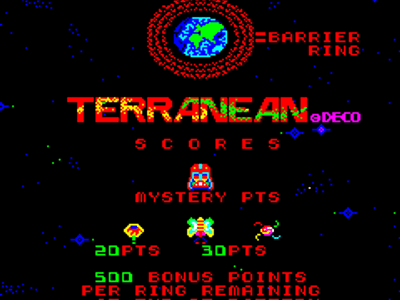 =BARRIER
RING
TERRANEAN ©DECO
SCORES
MYSTERY PTS
20PTS 30PTS
500 BONUS POINTS
PER RING REMAINING